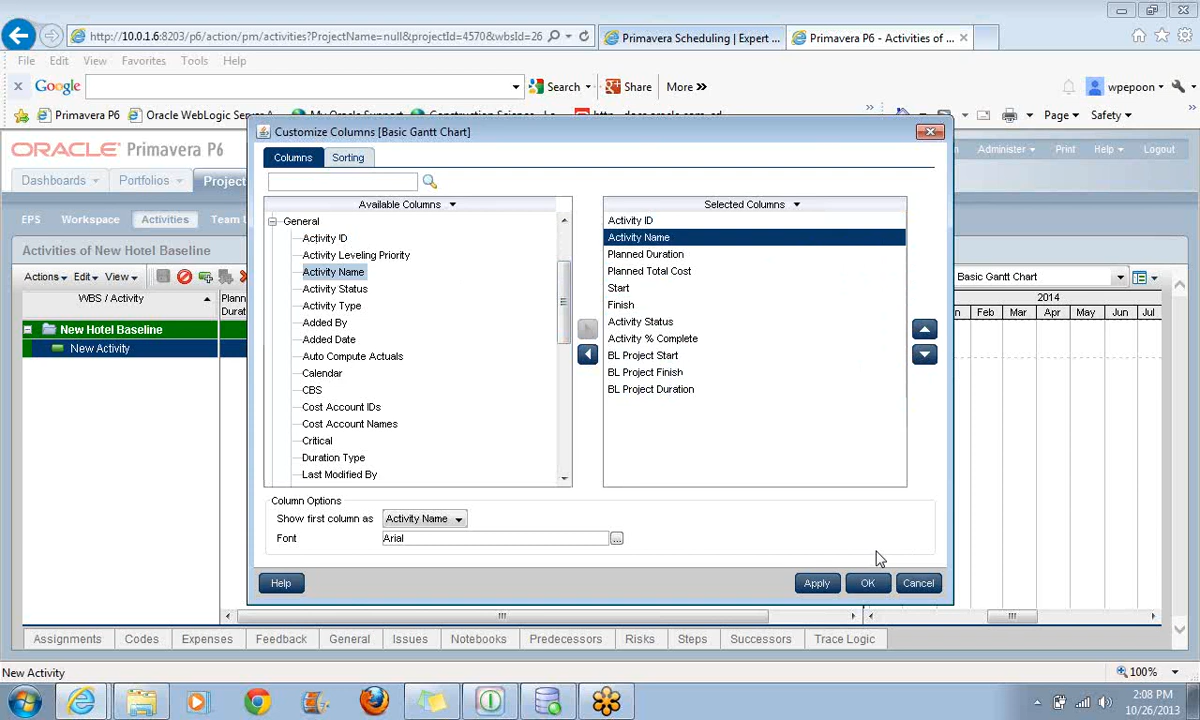 http://10.0.1.6:8203/p6/action/pm/activities?ProjectName=null&projectId=4570&wbsId=26
Primavera Scheduling | Expert ...
Primavera P6 - Activities of ...
File Edit View Favorites Tools Help
x Google
Search
Share
More »
wpepoon
Primavera P6
Oracle WebLogic Ser
Page
Safety
ORACLE Primavera P6
Administer
Print
Help
Logout
Dashboards
Portfolios
Project
EPS
Workspace
Activities
Team U
Activities of New Hotel Baseline
Actions
Edit
View
Basic Gantt Chart
WBS / Activity
Plann
Durat
2014
Feb Mar Apr May Jun Jul
New Hotel Baseline
New Activity
Customize Columns [Basic Gantt Chart]
Columns
Sorting
Available Columns
General
Activity ID
Activity Leveling Priority
Activity Name
Activity Status
Activity Type
Added By
Added Date
Auto Compute Actuals
Calendar
CBS
Cost Account IDs
Cost Account Names
Critical
Duration Type
Last Modified By
Selected Columns
Activity ID
Activity Name
Planned Duration
Planned Total Cost
Start
Finish
Activity Status
Activity % Complete
BL Project Start
BL Project Finish
BL Project Duration
Column Options
Show first column as
Activity Name
Font
Arial
...
Help
Apply
OK
Cancel
Assignments
Codes
Expenses
Feedback
General
Issues
Notebooks
Predecessors
Risks
Steps
Successors
Trace Logic
New Activity
100%
2:08 PM
10/26/2013